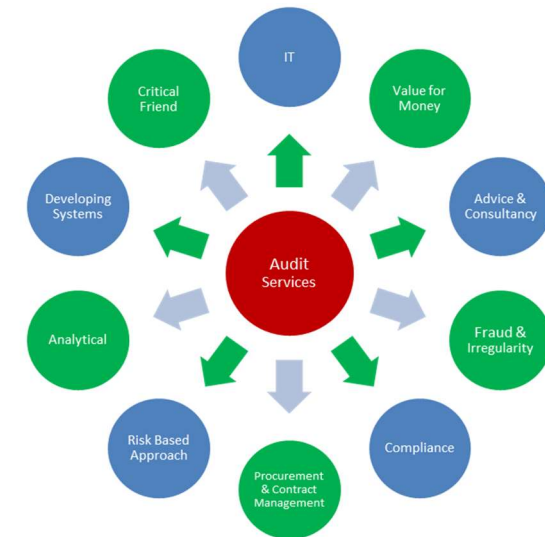 IT
Critical
Friend
Value for
Money
Developing
Systems
Advice &
Consultancy
Audit
Services
Analytical
Fraud &
Irregularity
Risk Based
Approach
Compliance
Procurement
& Contract
Management